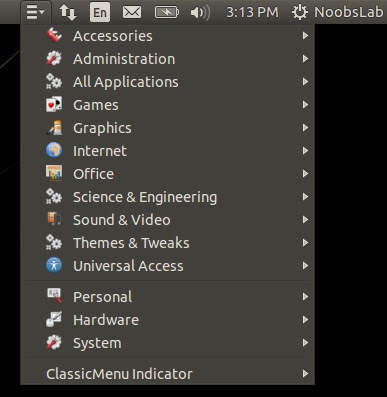 En 3:13 PM NoobsLab
Accessories
Administration
All Applications
Games
Graphics
Internet
Office
Science & Engineering
Sound & Video
Themes & Tweaks
Universal Access
Personal
Hardware
System
ClassicMenu Indicator